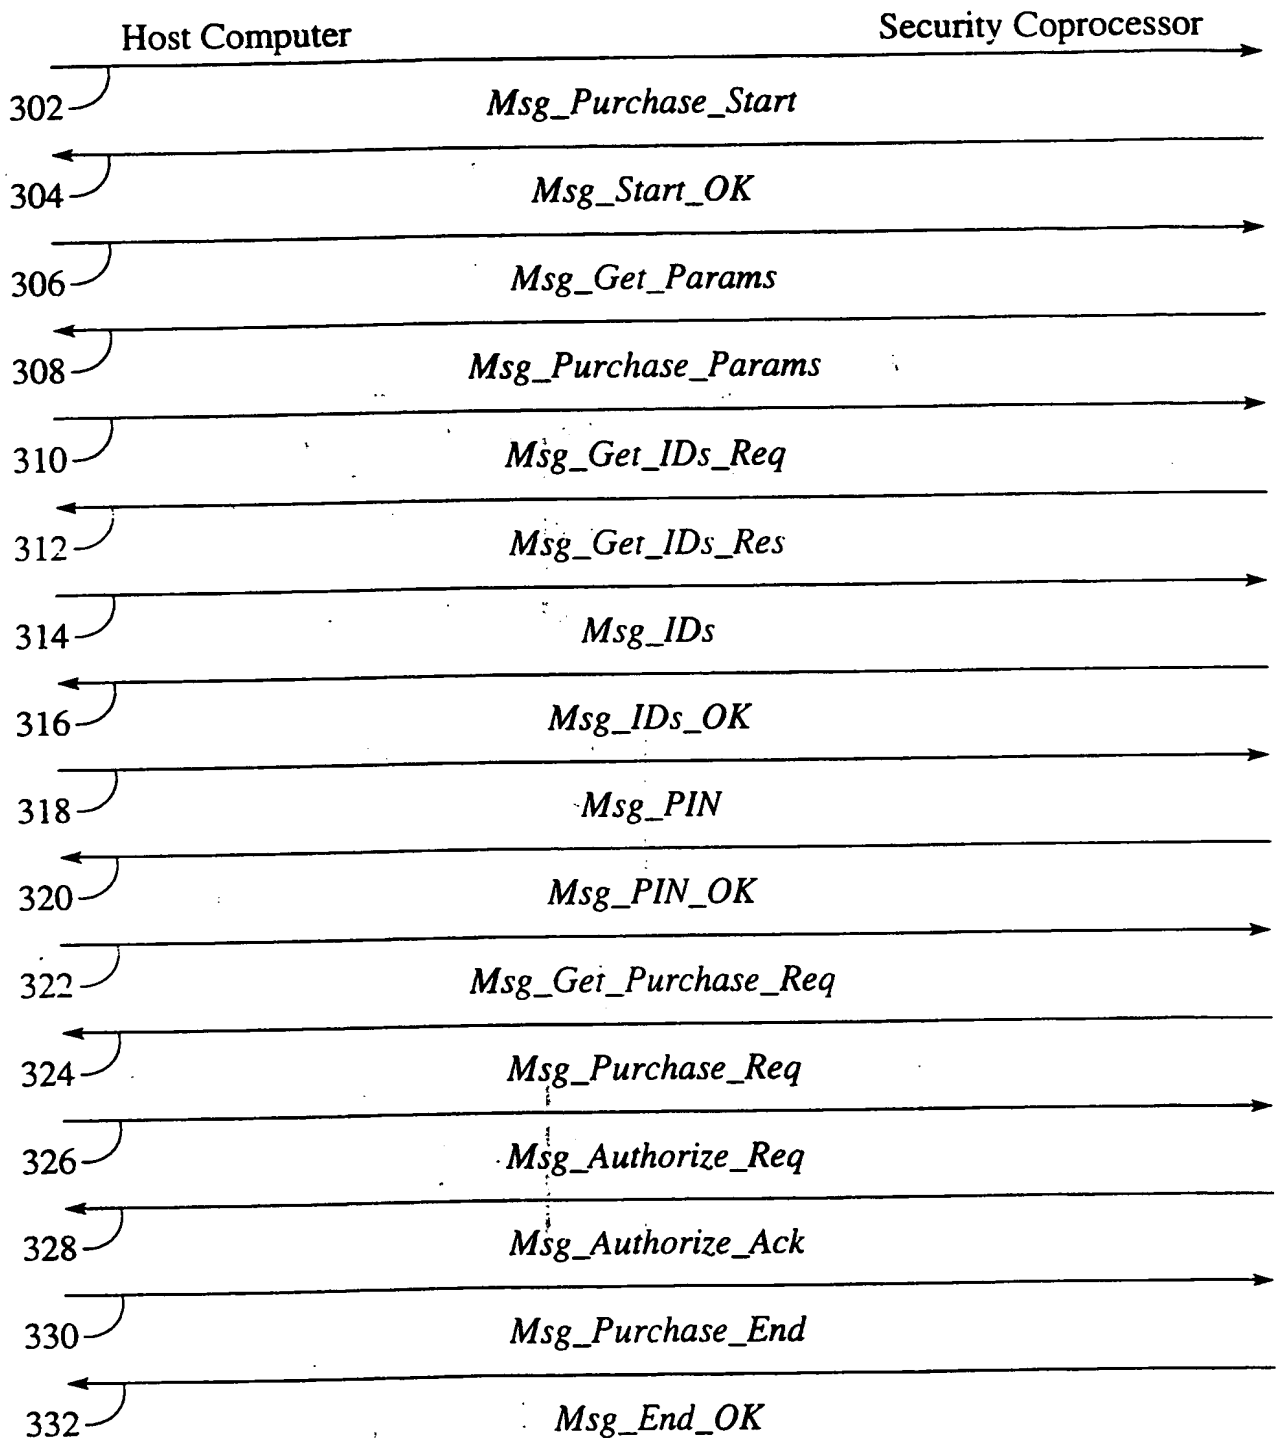 Host Computer Security Coprocessor
302 Msg_Purchase_Start
304 Msg_Start_OK
306 Msg_Get_Params
308 Msg_Purchase_Params
310 Msg_Get_IDs_Req
312 Msg_Get_IDs_Res
314 Msg_IDs
316 Msg_IDs_OK
318 Msg_PIN
320 Msg_PIN_OK
322 Msg_Get_Purchase_Req
324 Msg_Purchase_Req
326 Msg_Authorize_Req
328 Msg_Authorize_Ack
330 Msg_Purchase_End
332 Msg_End_OK